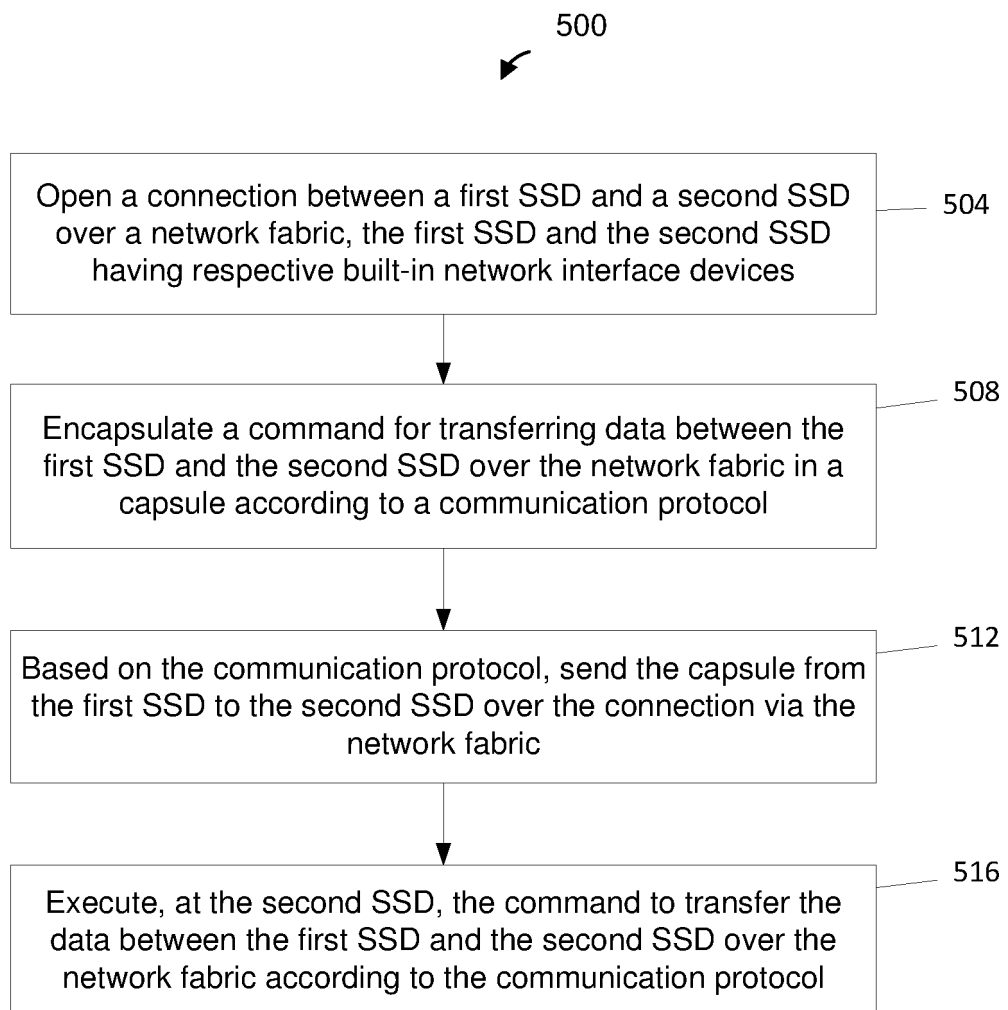 500
Open a connection between a first SSD and a second SSD
over a network fabric, the first SSD and the second SSD
having respective built-in network interface devices
504
Encapsulate a command for transferring data between the
first SSD and the second SSD over the network fabric in a
capsule according to a communication protocol
508
Based on the communication protocol, send the capsule from
the first SSD to the second SSD over the connection via the
network fabric
512
Execute, at the second SSD, the command to transfer the
data between the first SSD and the second SSD over the
network fabric according to the communication protocol
516